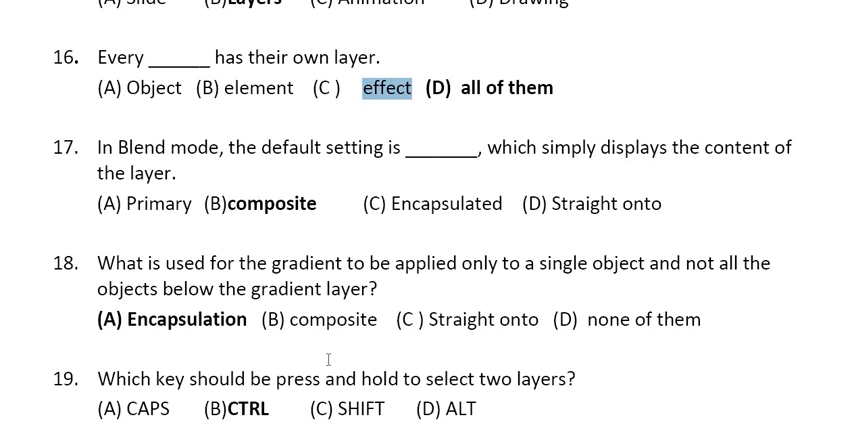 (A) Slide (B)Layers (C) Animation (D) Drawing
16. Every ______ has their own layer.
(A) Object (B) element (C ) effect (D) all of them
17. In Blend mode, the default setting is _______, which simply displays the content of
the layer.
(A) Primary (B)composite (C) Encapsulated (D) Straight onto
18. What is used for the gradient to be applied only to a single object and not all the
objects below the gradient layer?
(A) Encapsulation (B) composite (C ) Straight onto (D) none of them
19. Which key should be press and hold to select two layers?
(A) CAPS (B)CTRL (C) SHIFT (D) ALT